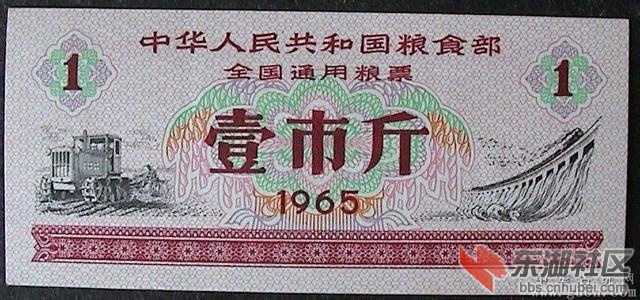 中华人民共和国粮食部
全国通用粮票
1 1
壹市斤
1965
东湖社区
bbs.cnhubei.com